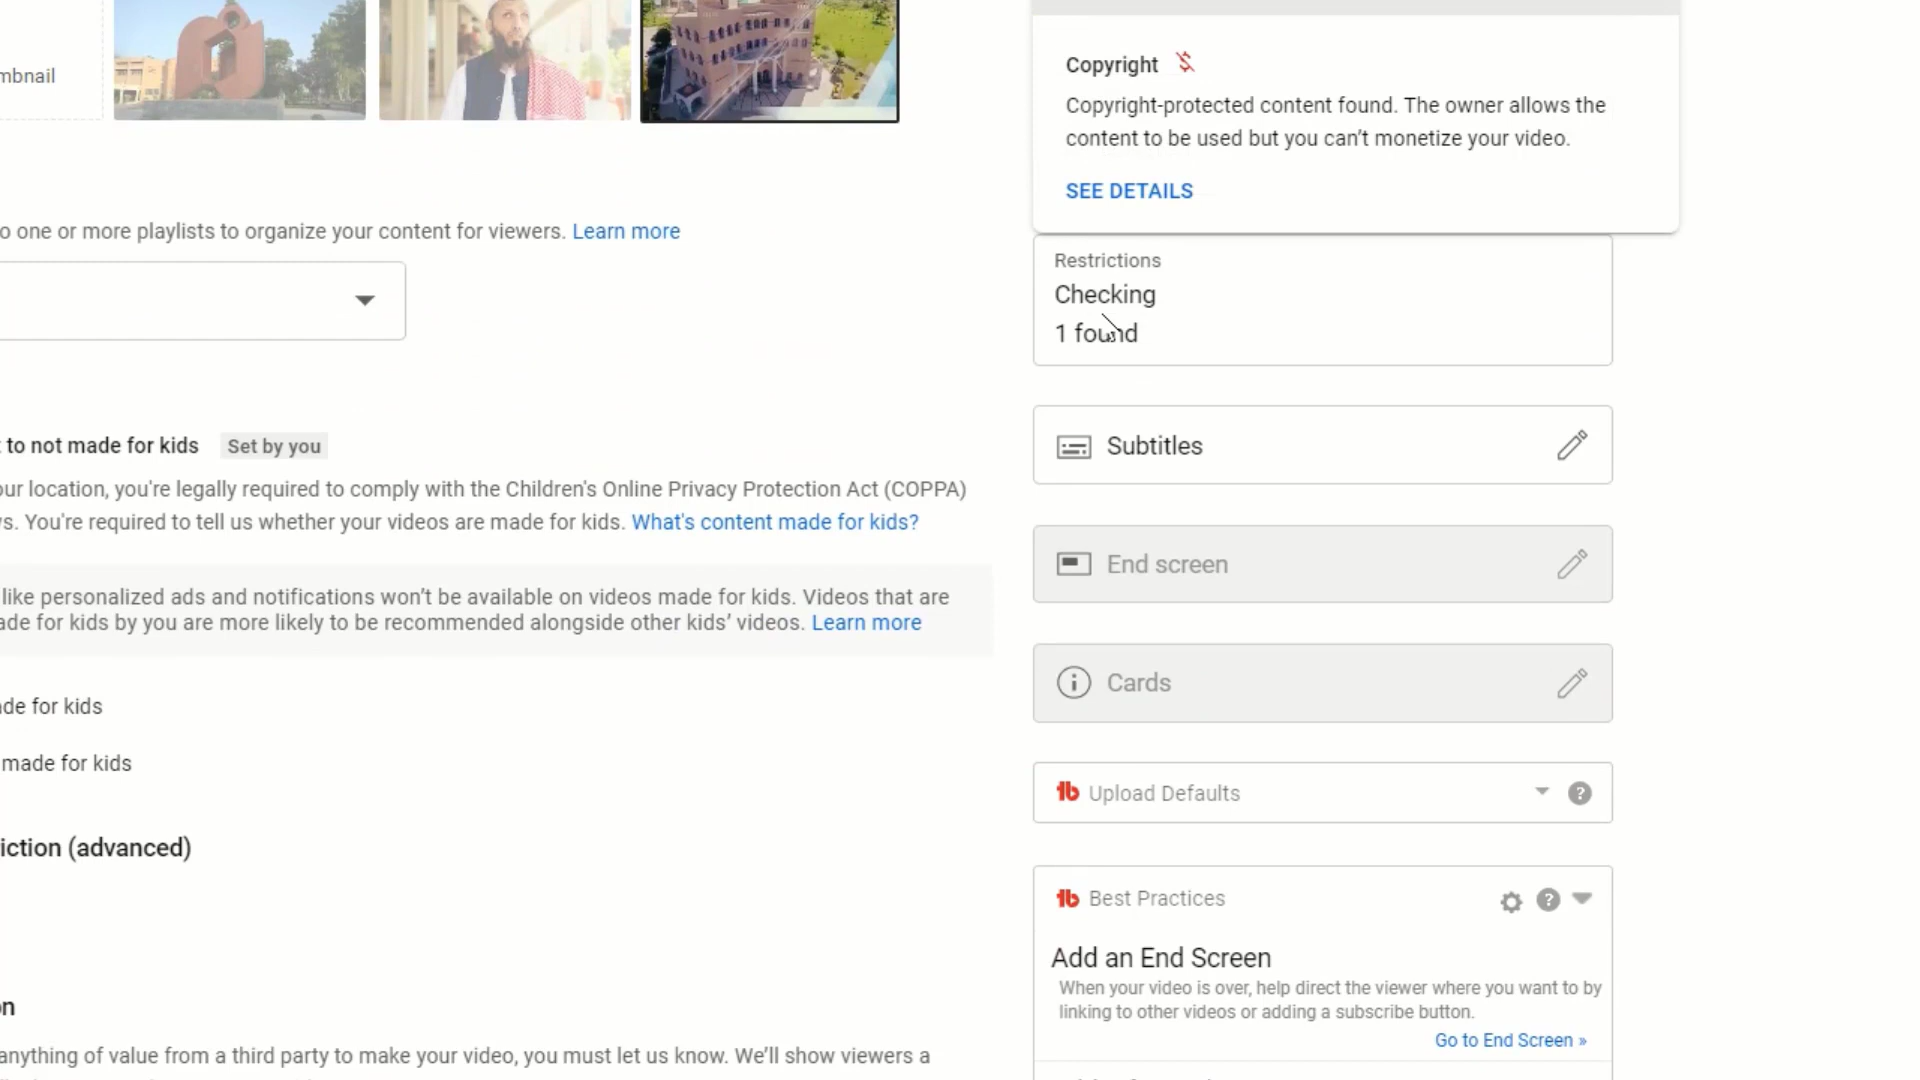 mbnail
o one or more playlists to organize your content for viewers. Learn more
t to not made for kids Set by you
our location, you're legally required to comply with the Children's Online Privacy Protection Act (COPPA)
vs. You're required to tell us whether your videos are made for kids. What's content made for kids?
like personalized ads and notifications won't be available on videos made for kids. Videos that are
ade for kids by you are more likely to be recommended alongside other kids' videos. Learn more
ade for kids
made for kids
iction (advanced)
on
anything of value from a third party to make your video, you must let us know. We'll show viewers a
Copyright
Copyright-protected content found. The owner allows the
content to be used but you can't monetize your video.
SEE DETAILS
Restrictions
Checking
1 found
Subtitles
End screen
Cards
Upload Defaults
Best Practices
Add an End Screen
When your video is over, help direct the viewer where you want to by
linking to other videos or adding a subscribe button.
Go to End Screen »